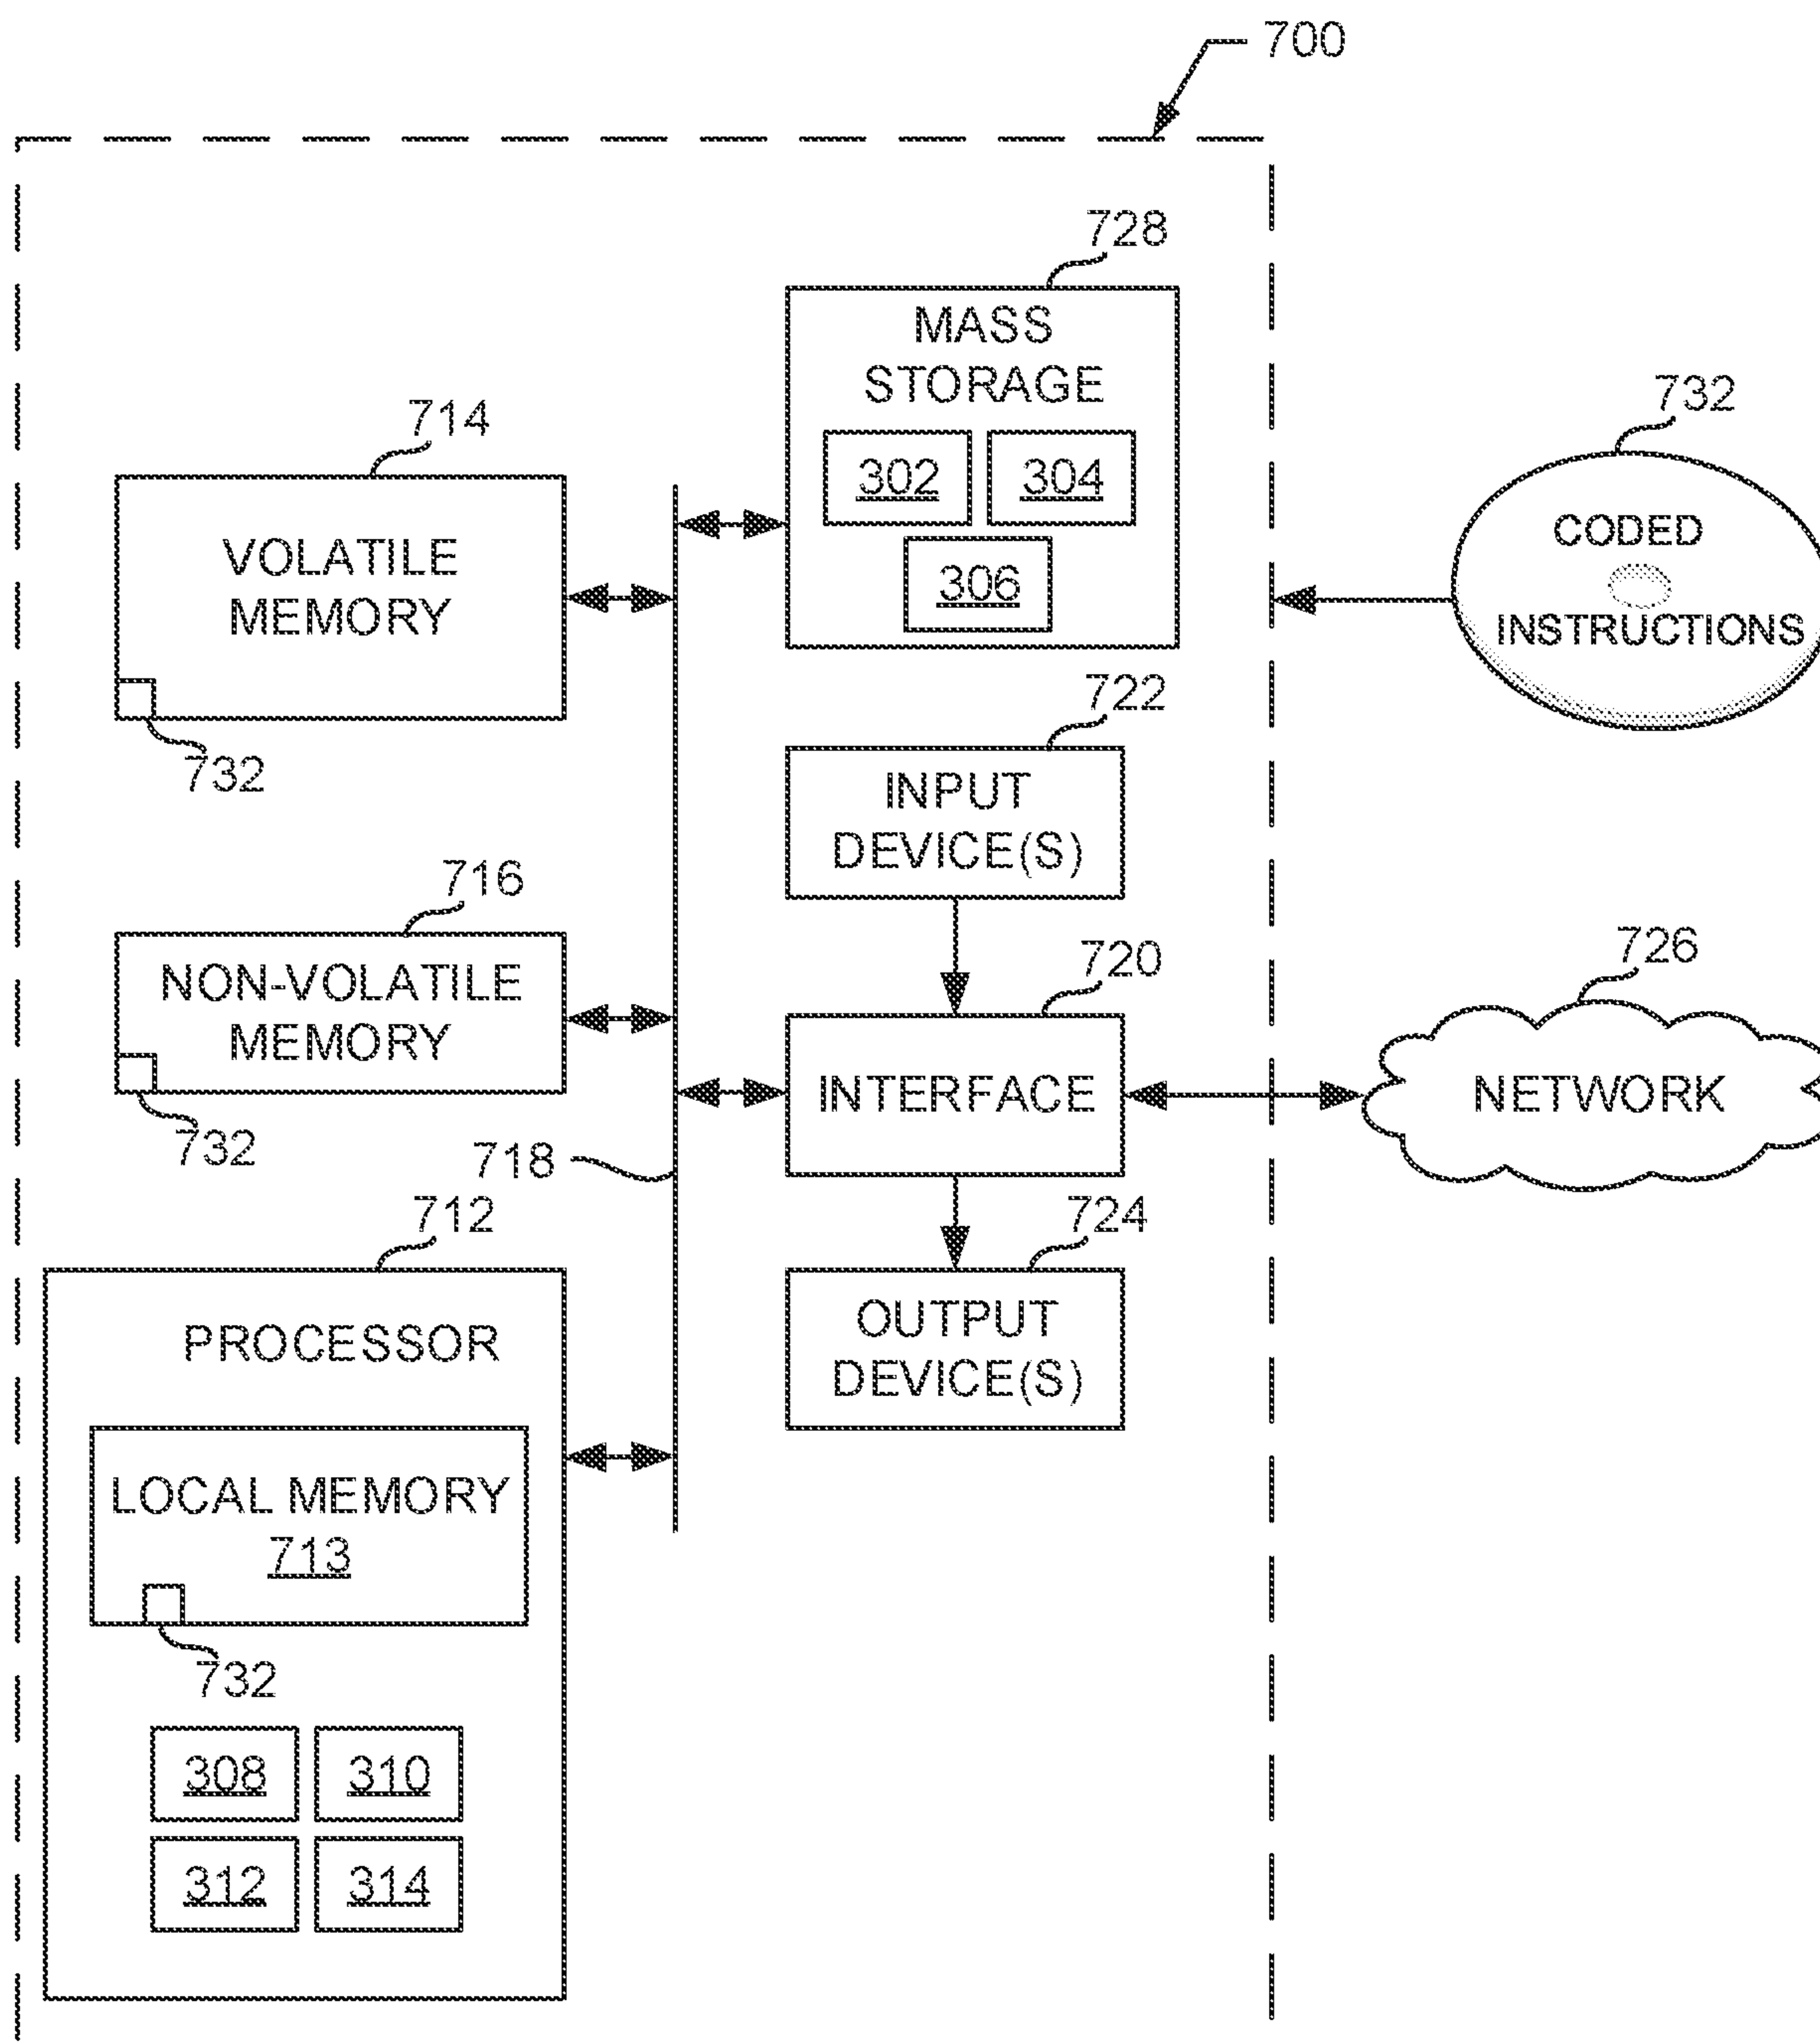 700
728
MASS
STORAGE
302
304
306
714
VOLATILE
MEMORY
732
732
CODED
INSTRUCTIONS
722
INPUT
DEVICE(S)
716
NON-VOLATILE
MEMORY
732
720
INTERFACE
726
NETWORK
718
712
PROCESSOR
LOCAL MEMORY
713
732
308
310
312
314
724
OUTPUT
DEVICE(S)